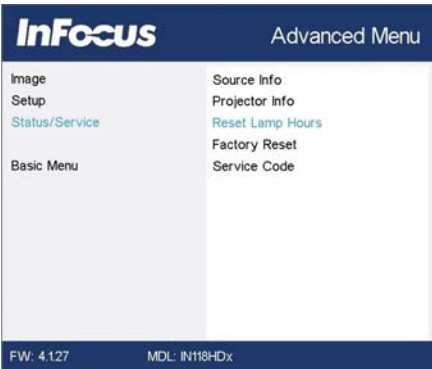 InFocus
Advanced Menu
Image
Setup
Status/Service
Basic Menu
Source Info
Projector Info
Reset Lamp Hours
Factory Reset
Service Code
FW: 4.1.27
MDL: IN118HDx